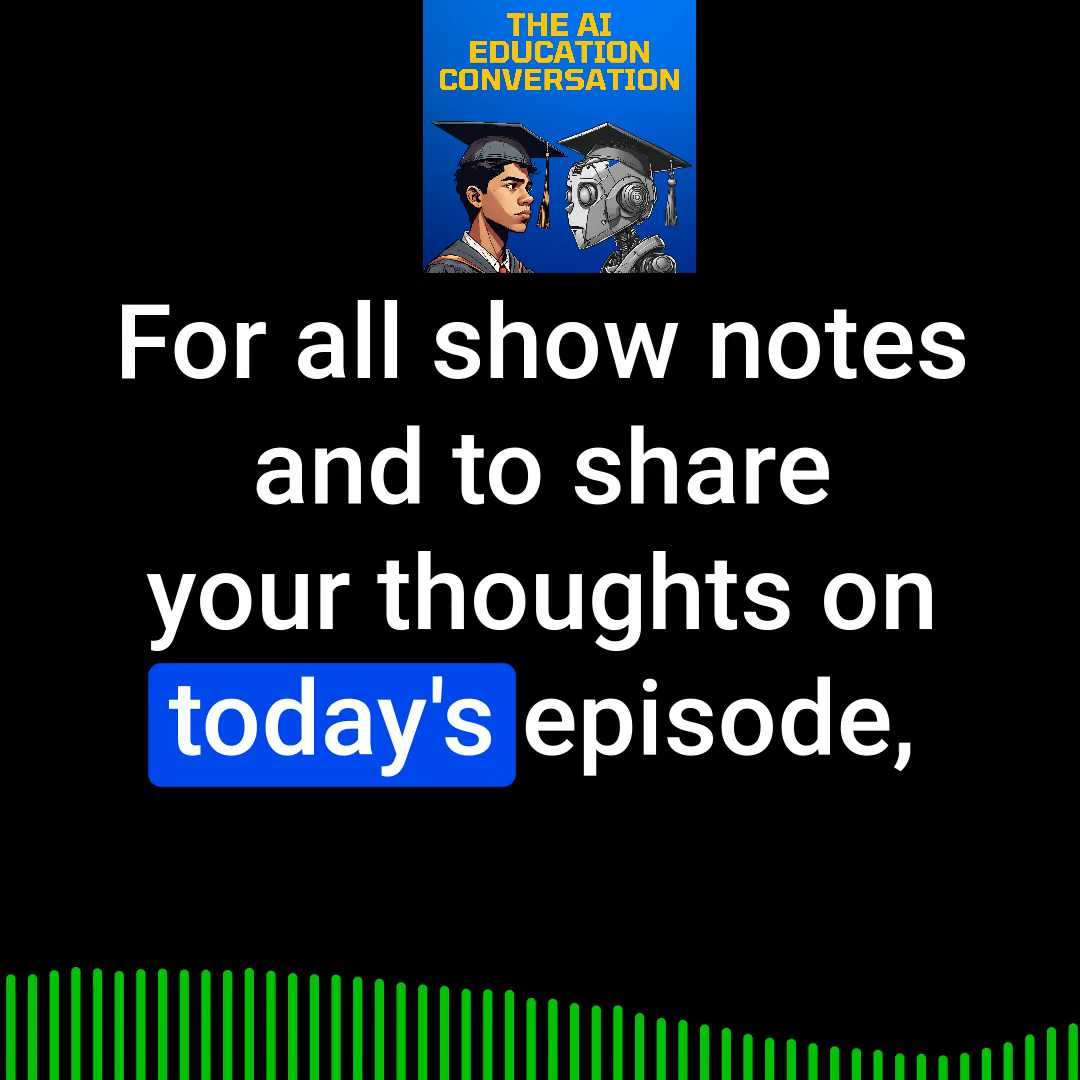 THE AI
EDUCATION
CONVERSATION
For all show notes
and to share
your thoughts on
today's episode,